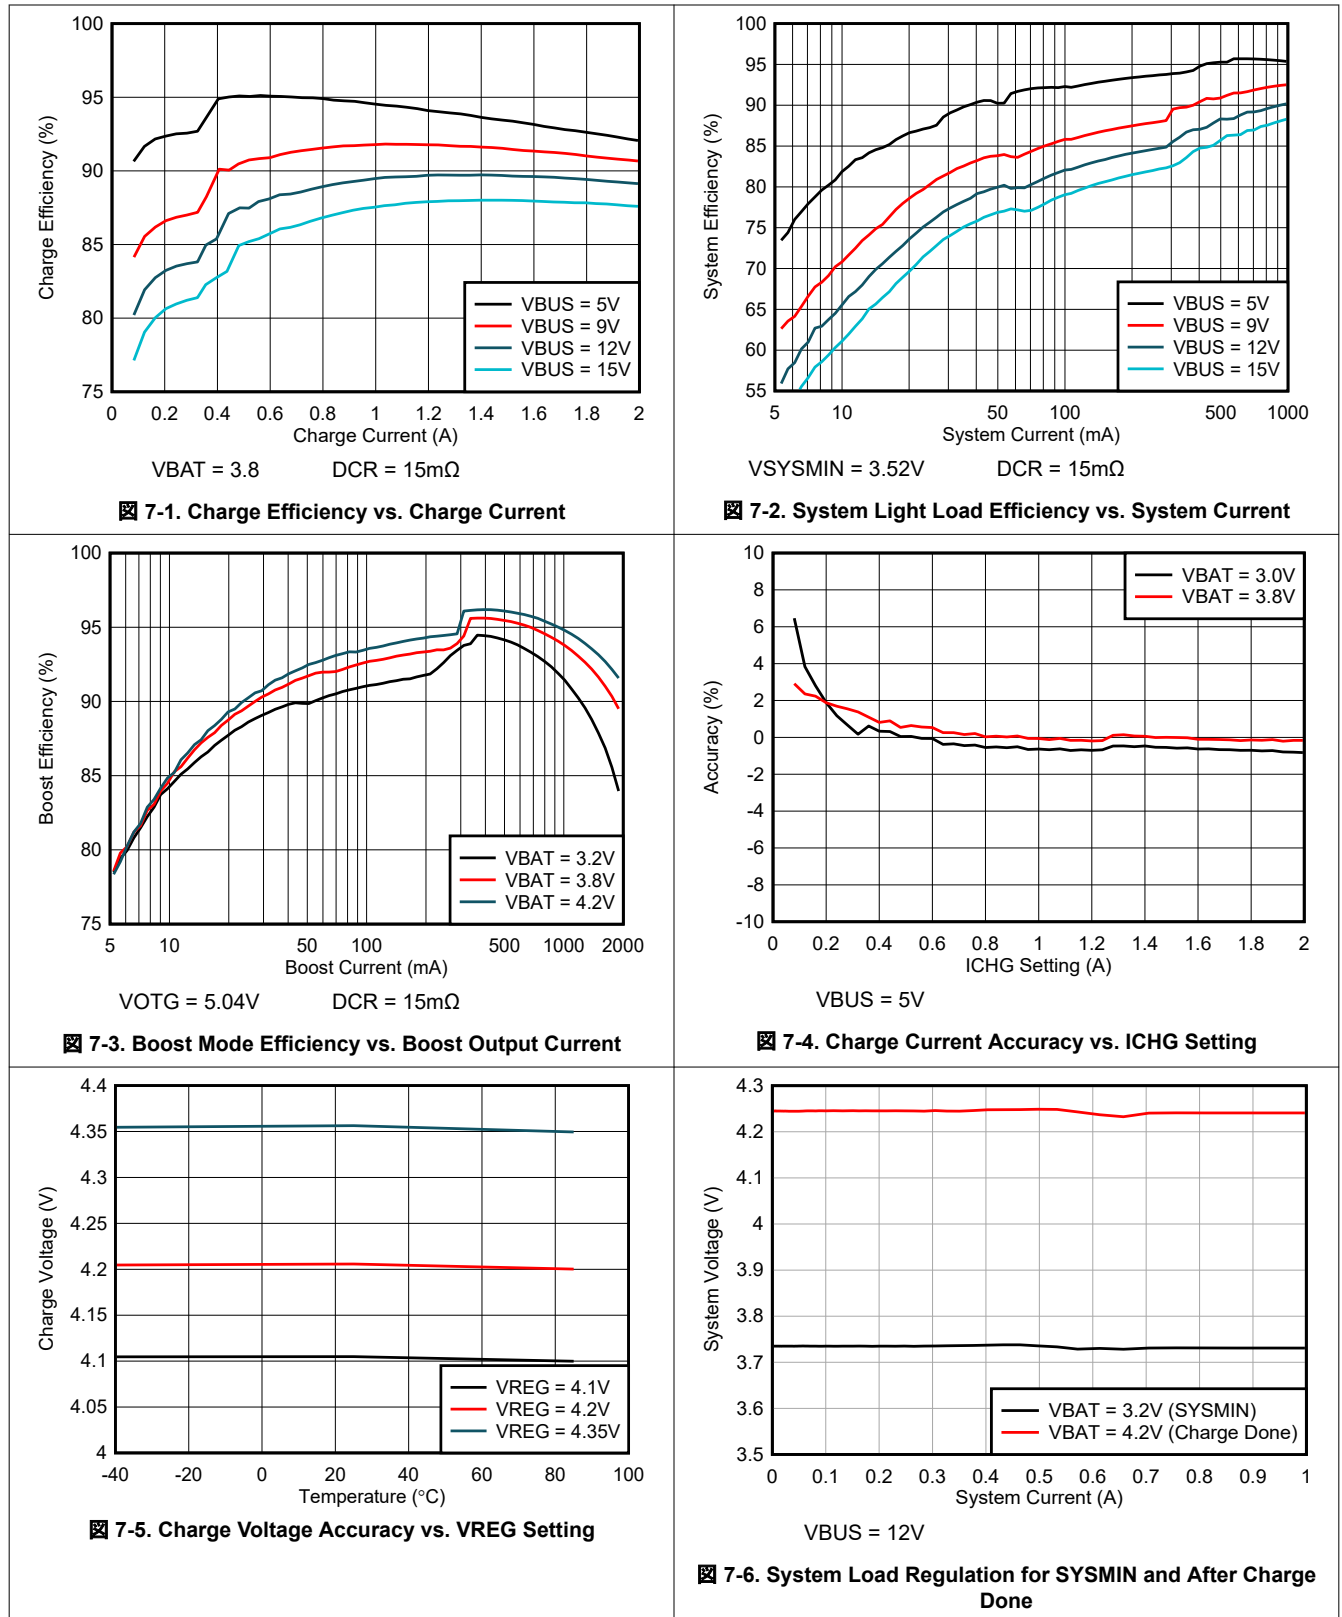 100
95
90
85
80
75
Charge Efficiency (%)
VBUS = 5V
VBUS = 9V
VBUS = 12V
VBUS = 15V
0 0.2 0.4 0.6 0.8 1 1.2 1.4 1.6 1.8 2
Charge Current (A)
VBAT = 3.8 DCR = 15mΩ
図 7-1. Charge Efficiency vs. Charge Current
100
95
90
85
80
75
70
65
60
55
System Efficiency (%)
VBUS = 5V
VBUS = 9V
VBUS = 12V
VBUS = 15V
5 10 50 100 500 1000
System Current (mA)
VSYSMIN = 3.52V DCR = 15mΩ
図 7-2. System Light Load Efficiency vs. System Current
100
95
90
85
80
75
Boost Efficiency (%)
VBAT = 3.2V
VBAT = 3.8V
VBAT = 4.2V
5 10 50 100 500 1000 2000
Boost Current (mA)
VOTG = 5.04V DCR = 15mΩ
図 7-3. Boost Mode Efficiency vs. Boost Output Current
10
8
6
4
2
0
-2
-4
-6
-8
-10
Accuracy (%)
VBAT = 3.0V
VBAT = 3.8V
0 0.2 0.4 0.6 0.8 1 1.2 1.4 1.6 1.8 2
ICHG Setting (A)
VBUS = 5V
図 7-4. Charge Current Accuracy vs. ICHG Setting
4.4
4.35
4.3
4.25
4.2
4.15
4.1
4.05
4
Charge Voltage (V)
VREG = 4.1V
VREG = 4.2V
VREG = 4.35V
-40 -20 0 20 40 60 80 100
Temperature (°C)
図 7-5. Charge Voltage Accuracy vs. VREG Setting
4.3
4.2
4.1
4
3.9
3.8
3.7
3.6
3.5
System Voltage (V)
VBAT = 3.2V (SYSMIN)
VBAT = 4.2V (Charge Done)
0 0.1 0.2 0.3 0.4 0.5 0.6 0.7 0.8 0.9 1
System Current (A)
VBUS = 12V
図 7-6. System Load Regulation for SYSMIN and After Charge
Done